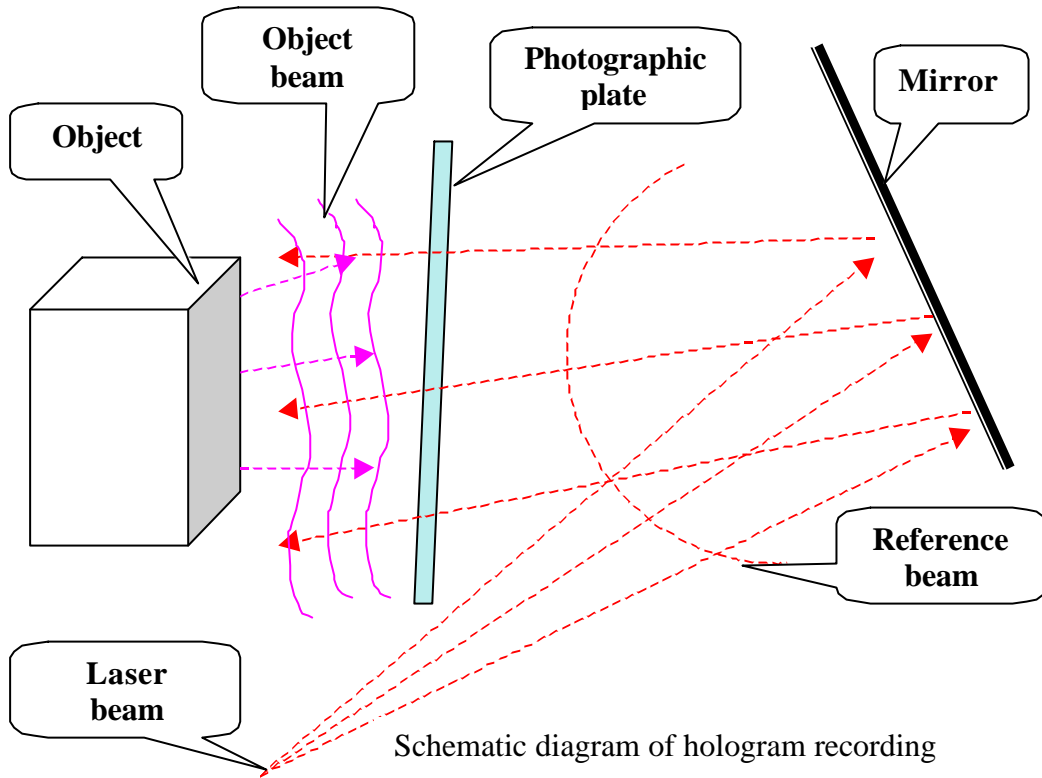 Object
beam
Photographic
plate
Mirror
Object
Reference
beam
Laser
beam
Schematic diagram of hologram recording